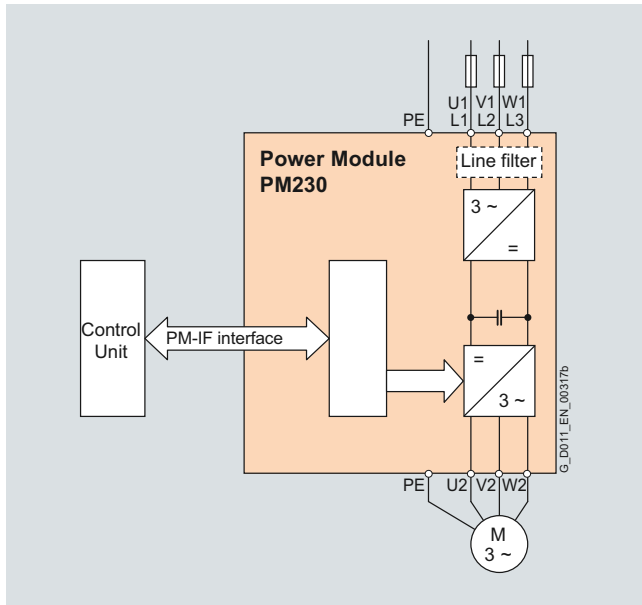 U1 V1 W1
PE L1 L2 L3
Power Module
PM230
Line filter
3 ~
=
Control
Unit
PM-IF interface
=
3 ~
G_D011_EN_00317b
PE U2 V2 W2
M
3 ~